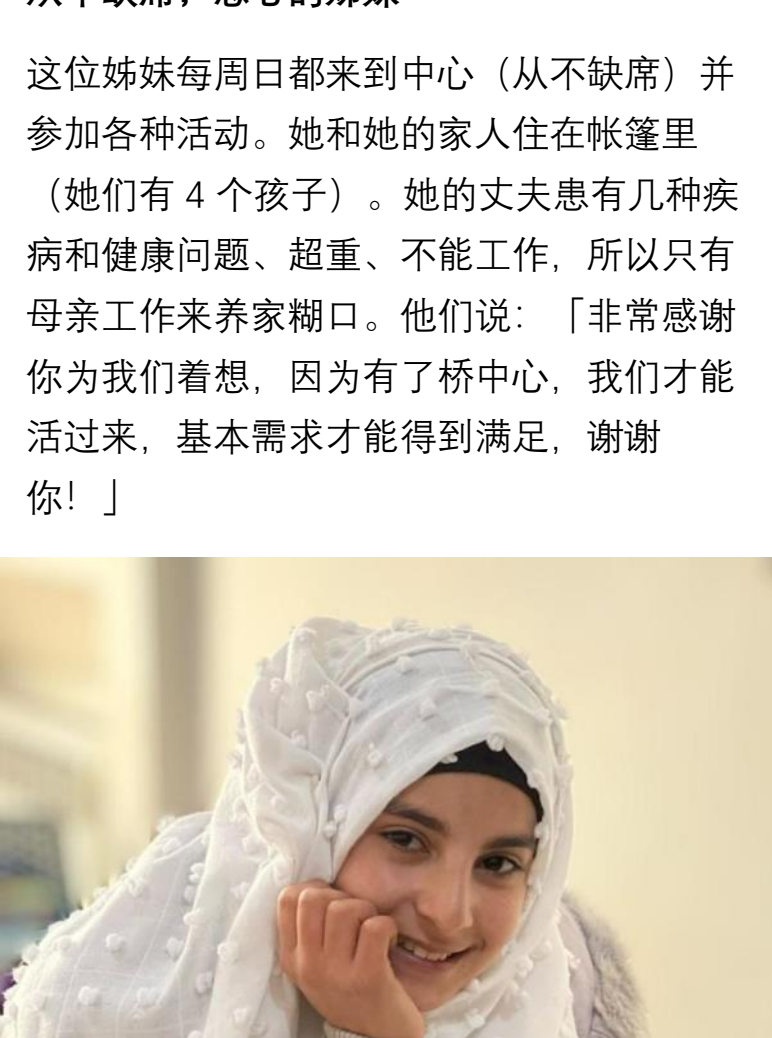 这位姊妹每周日都来到中心（从不缺席）并
参加各种活动。她和她的家人住在帐篷里
（她们有 4 个孩子）。她的丈夫患有几种疾
病和健康问题、超重、不能工作，所以只有
母亲工作来养家糊口。他们说：「非常感谢
你为我们着想，因为有了桥中心，我们才能
活过来，基本需求才能得到满足，谢谢
你！」